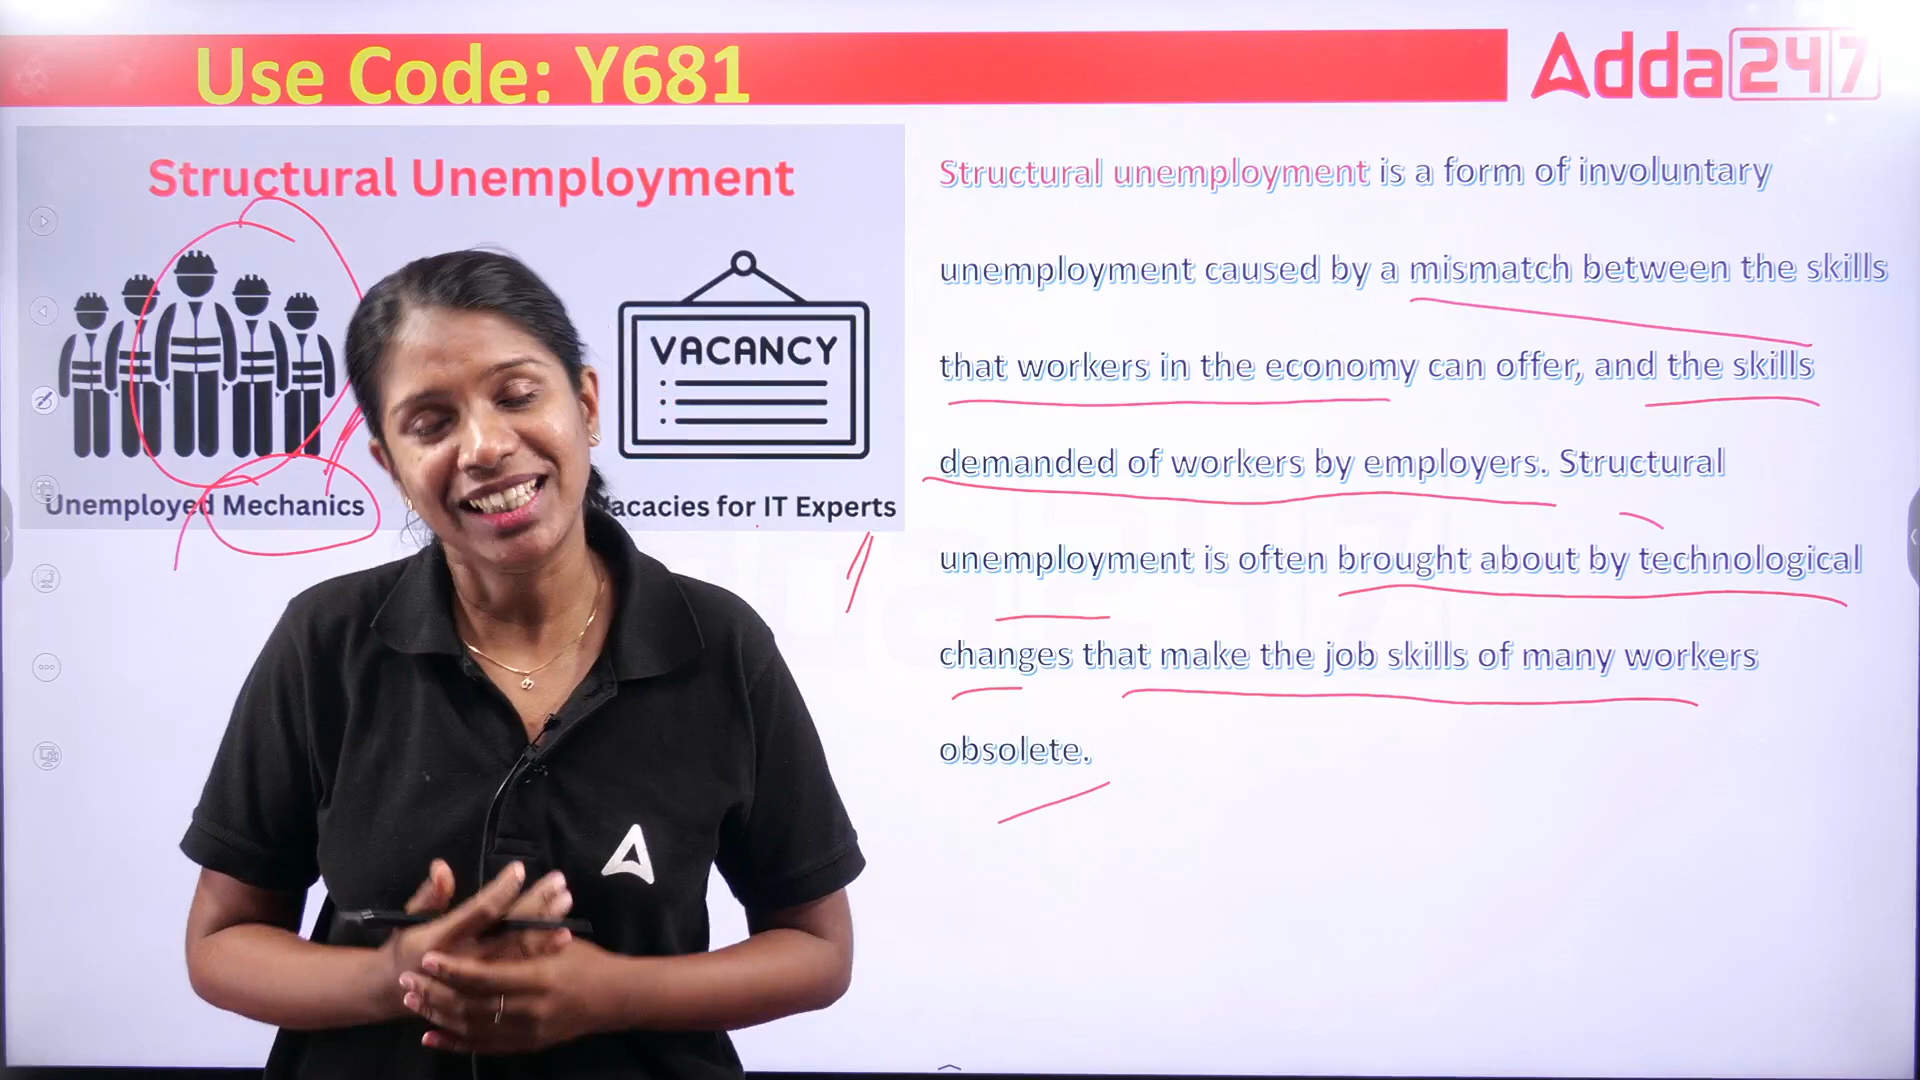 Use Code: Y681
Adda247
Structural Unemployment
VACANCY
Unemployed Mechanics
acacies for IT Experts
Structural unemployment is a form of involuntary
unemployment caused by a mismatch between the skills
that workers in the economy can offer, and the skills
demanded of workers by employers. Structural
unemployment is often brought about by technological
changes that make the job skills of many workers
obsolete.